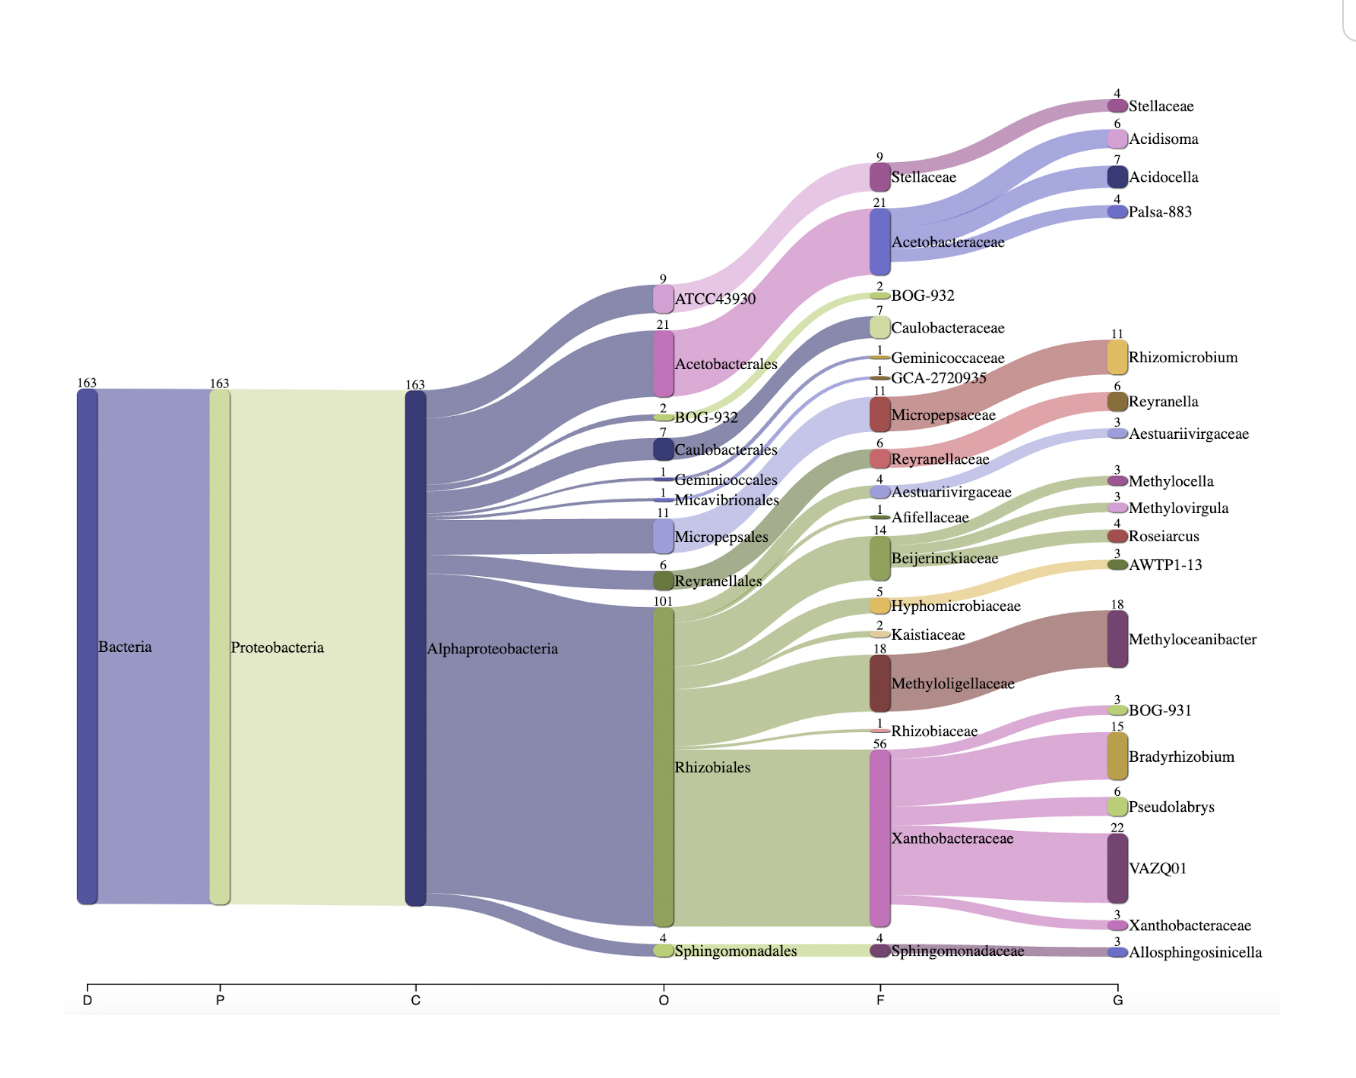 163
Bacteria
163
Proteobacteria
163
Alphaproteobacteria
9
ATCC43930
21
Acetobacterales
2
BOG-932
7
Caulobacterales
1
Geminicoccales
1
Micavibrionales
11
Micropepsales
6
Reyranellales
101
Rhizobiales
4
Sphingomonadales
9
Stellaceae
21
Acetobacteraceae
2
BOG-932
7
Caulobacteraceae
1
Geminicoccaceae
1
GCA-2720935
11
Micropepsaceae
6
Reyranellaceae
4
Aestuariivirgaceae
1
Afifellaceae
14
Beijerinckiaceae
5
Hyphomicrobiaceae
2
Kaistiaceae
18
Methyloligellaceae
1
Rhizobiaceae
56
Xanthobacteraceae
4
Sphingomonadaceae
4
Stellaceae
6
Acidisoma
7
Acidocella
4
Palsa-883
11
Rhizomicrobium
6
Reyranella
3
Aestuariivirgaceae
3
Methylocella
3
Methylovirgula
4
Roseiarcus
3
AWTP1-13
18
Methyloceanibacter
3
BOG-931
15
Bradyrhizobium
6
Pseudolabrys
22
VAZQ01
3
Xanthobacteraceae
3
Allosphingosinicella
D P C O F G